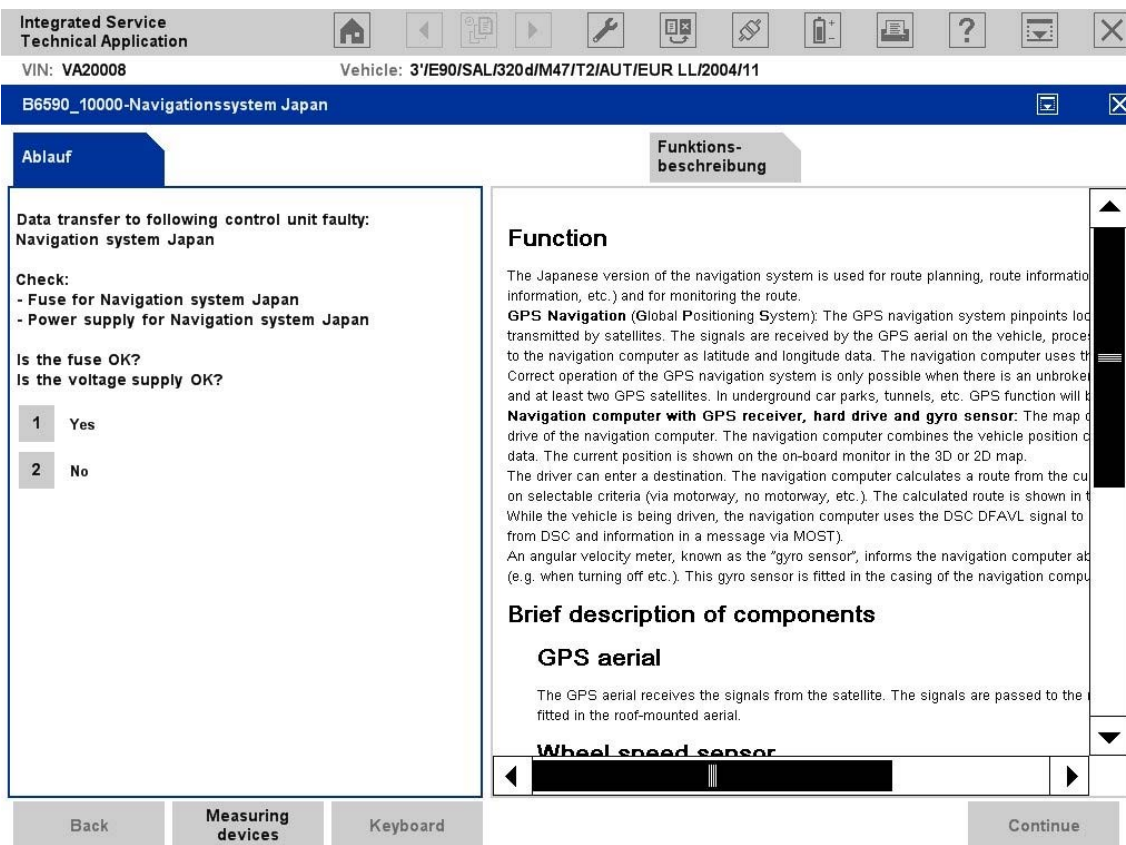 Integrated Service
Technical Application
VIN: VA20008
Vehicle: 3'/E90/SAL/320d/M47/T2/AUT/EUR LL/2004/11
B6590_10000-Navigationssystem Japan
Ablauf
Funktions-
beschreibung
Data transfer to following control unit faulty:
Navigation system Japan
Check:
- Fuse for Navigation system Japan
- Power supply for Navigation system Japan
Is the fuse OK?
Is the voltage supply OK?
1 Yes
2 No
Function
The Japanese version of the navigation system is used for route planning, route informatio
information, etc.) and for monitoring the route.
GPS Navigation (Global Positioning System): The GPS navigation system pinpoints loc
transmitted by satellites. The signals are received by the GPS aerial on the vehicle, proce
to the navigation computer as latitude and longitude data. The navigation computer uses th
Correct operation of the GPS navigation system is only possible when there is an unbroke
and at least two GPS satellites. In underground car parks, tunnels, etc. GPS function will b
Navigation computer with GPS receiver, hard drive and gyro sensor: The map
drive of the navigation computer. The navigation computer combines the vehicle position
data. The current position is shown on the on-board monitor in the 3D or 2D map.
The driver can enter a destination. The navigation computer calculates a route from the cu
on selectable criteria (via motorway, no motorway, etc.). The calculated route is shown in
While the vehicle is being driven, the navigation computer uses the DSC DFAVL signal to
from DSC and information in a message via MOST).
An angular velocity meter, known as the "gyro sensor", informs the navigation computer ab
(e.g. when turning off etc.). This gyro sensor is fitted in the casing of the navigation compu
Brief description of components
GPS aerial
The GPS aerial receives the signals from the satellite. The signals are passed to the
fitted in the roof-mounted aerial.
Wheel speed sensor
Back
Measuring
devices
Keyboard
Continue